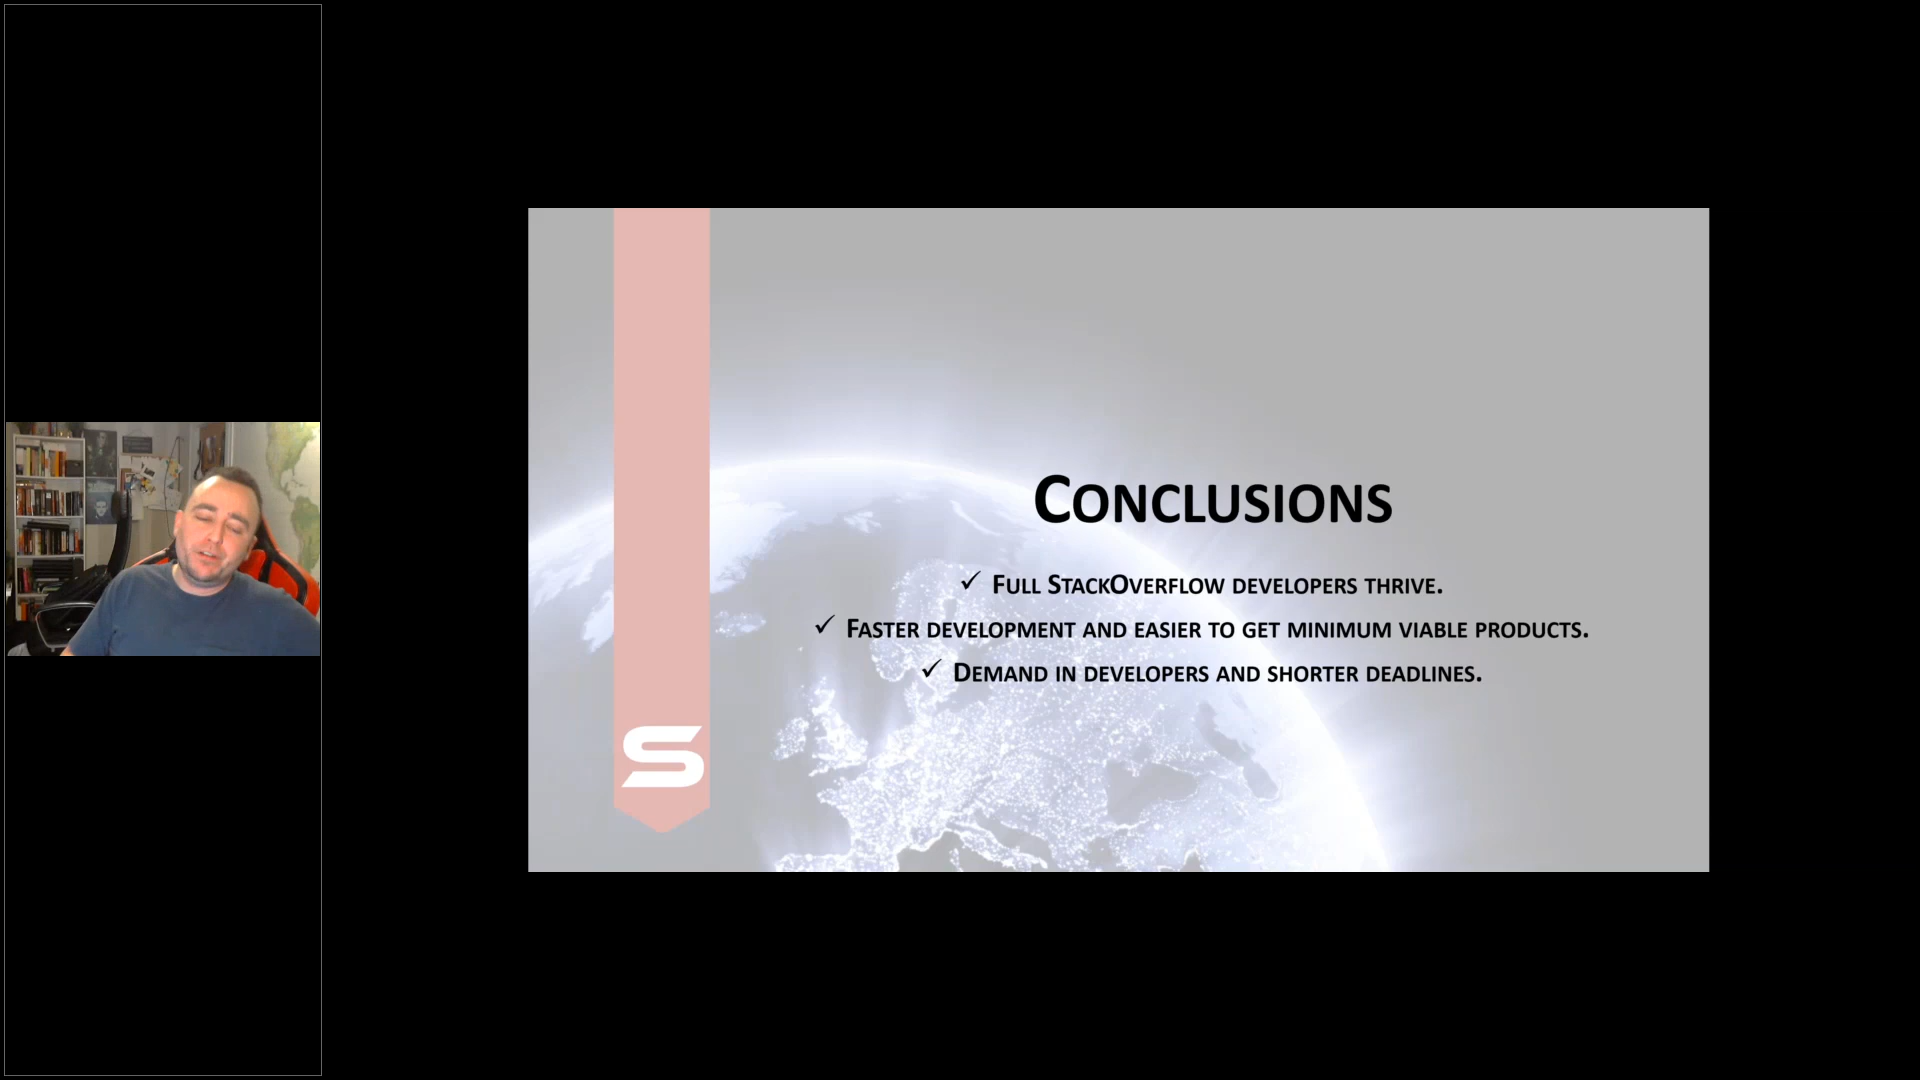 CONCLUSIONS
✓ FULL STACKOVERFLOW DEVELOPERS THRIVE.
✓ FASTER DEVELOPMENT AND EASIER TO GET MINIMUM VIABLE PRODUCTS.
✓ DEMAND IN DEVELOPERS AND SHORTER DEADLINES.
S